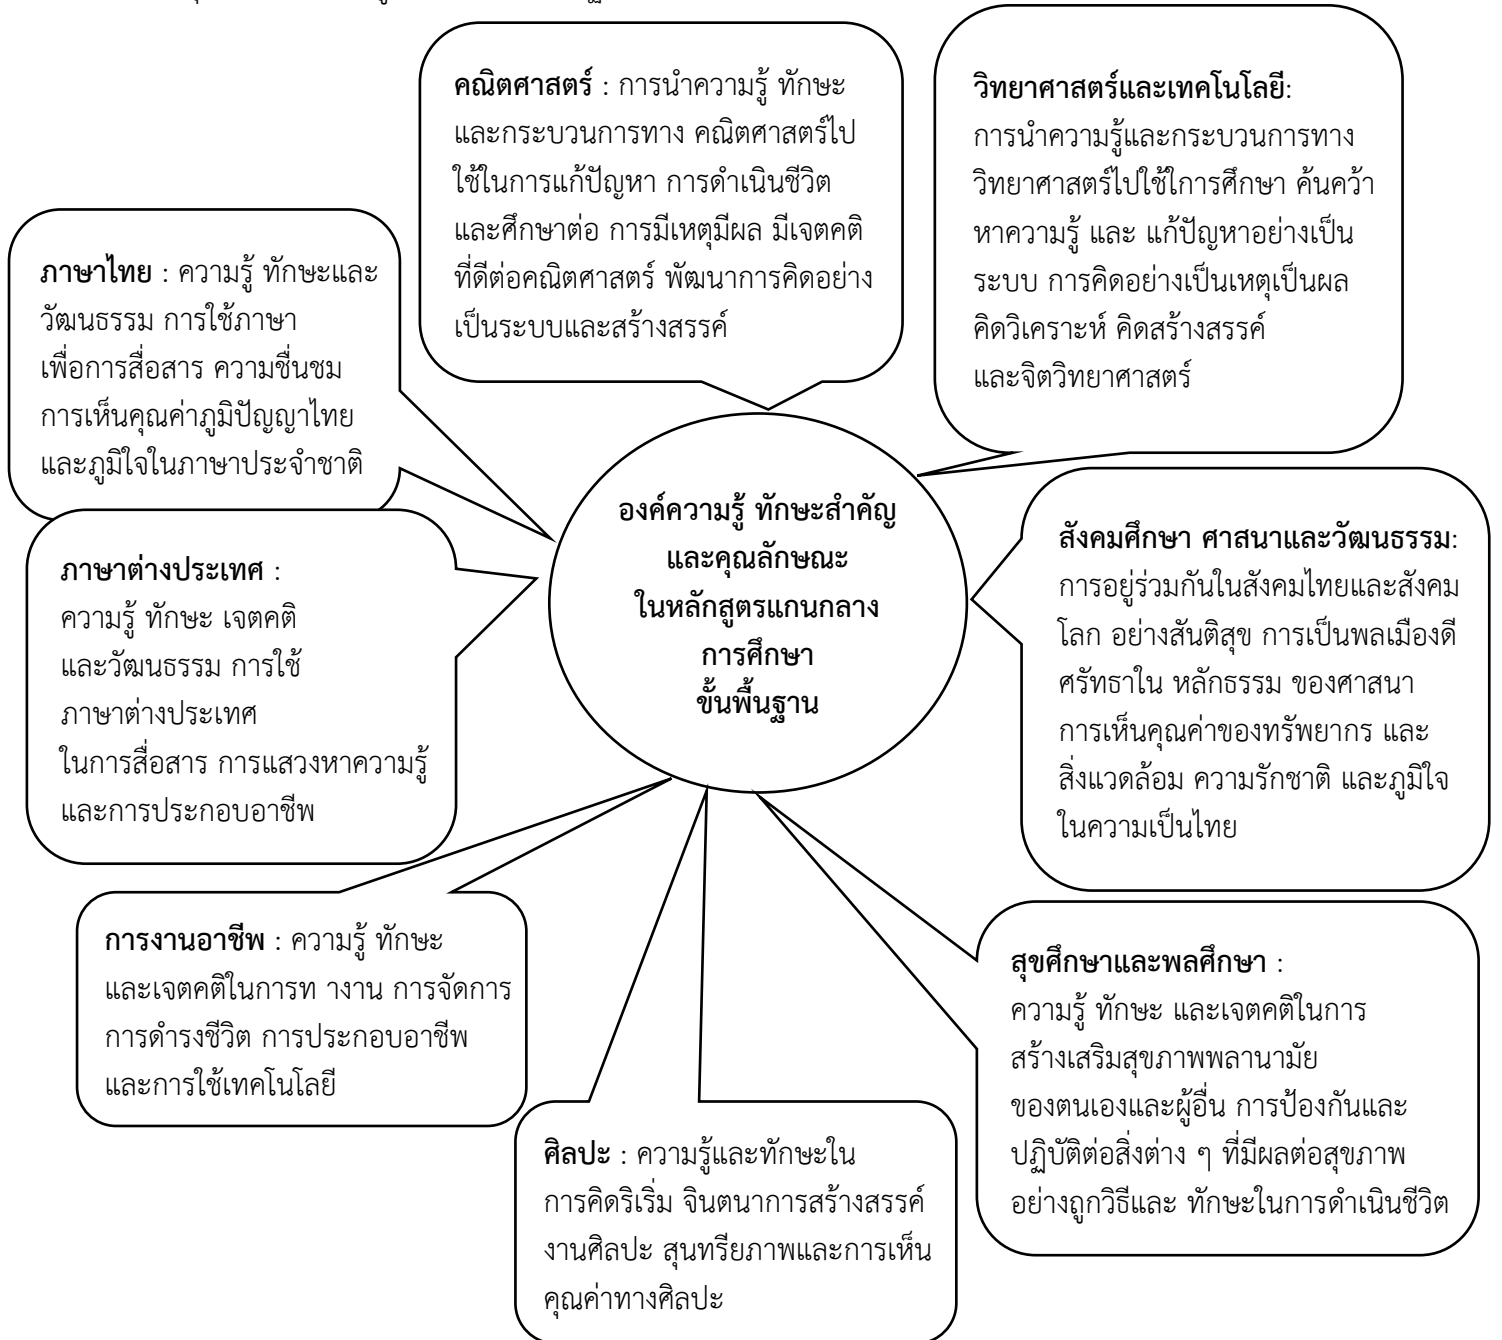 คณิตศาสตร์ : การนำความรู้ ทักษะ
และกระบวนการทาง คณิตศาสตร์ไป
ใช้ในการแก้ปัญหา การดำเนินชีวิต
และศึกษาต่อ การมีเหตุมีผล มีเจตคติ
ที่ดีต่อคณิตศาสตร์ พัฒนาการคิดอย่าง
เป็นระบบและสร้างสรรค์
วิทยาศาสตร์และเทคโนโลยี:
การนำความรู้และกระบวนการทาง
วิทยาศาสตร์ไปใช้ใการศึกษา ค้นคว้า
หาความรู้ และ แก้ปัญหาอย่างเป็น
ระบบ การคิดอย่างเป็นเหตุเป็นผล
คิดวิเคราะห์ คิดสร้างสรรค์
และจิตวิทยาศาสตร์
ภาษาไทย : ความรู้ ทักษะและ
วัฒนธรรม การใช้ภาษา
เพื่อการสื่อสาร ความชื่นชม
การเห็นคุณค่าภูมิปัญญาไทย
และภูมิใจในภาษาประจำชาติ
องค์ความรู้ ทักษะสำคัญ
และคุณลักษณะ
ในหลักสูตรแกนกลาง
การศึกษา
ขั้นพื้นฐาน
สังคมศึกษา ศาสนาและวัฒนธรรม:
การอยู่ร่วมกันในสังคมไทยและสังคม
โลก อย่างสันติสุข การเป็นพลเมืองดี
ศรัทธาใน หลักธรรม ของศาสนา
การเห็นคุณค่าของทรัพยากร และ
สิ่งแวดล้อม ความรักชาติ และภูมิใจ
ในความเป็นไทย
ภาษาต่างประเทศ :
ความรู้ ทักษะ เจตคติ
และวัฒนธรรม การใช้
ภาษาต่างประเทศ
ในการสื่อสาร การแสวงหาความรู้
และการประกอบอาชีพ
การงานอาชีพ : ความรู้ ทักษะ
และเจตคติในการท างาน การจัดการ
การดำรงชีวิต การประกอบอาชีพ
และการใช้เทคโนโลยี
สุขศึกษาและพลศึกษา :
ความรู้ ทักษะ และเจตคติในการ
สร้างเสริมสุขภาพพลานามัย
ของตนเองและผู้อื่น การป้องกันและ
ปฏิบัติต่อสิ่งต่าง ๆ ที่มีผลต่อสุขภาพ
อย่างถูกวิธีและ ทักษะในการดำเนินชีวิต
ศิลปะ : ความรู้และทักษะใน
การคิดริเริ่ม จินตนาการสร้างสรรค์
งานศิลปะ สุนทรียภาพและการเห็น
คุณค่าทางศิลปะ